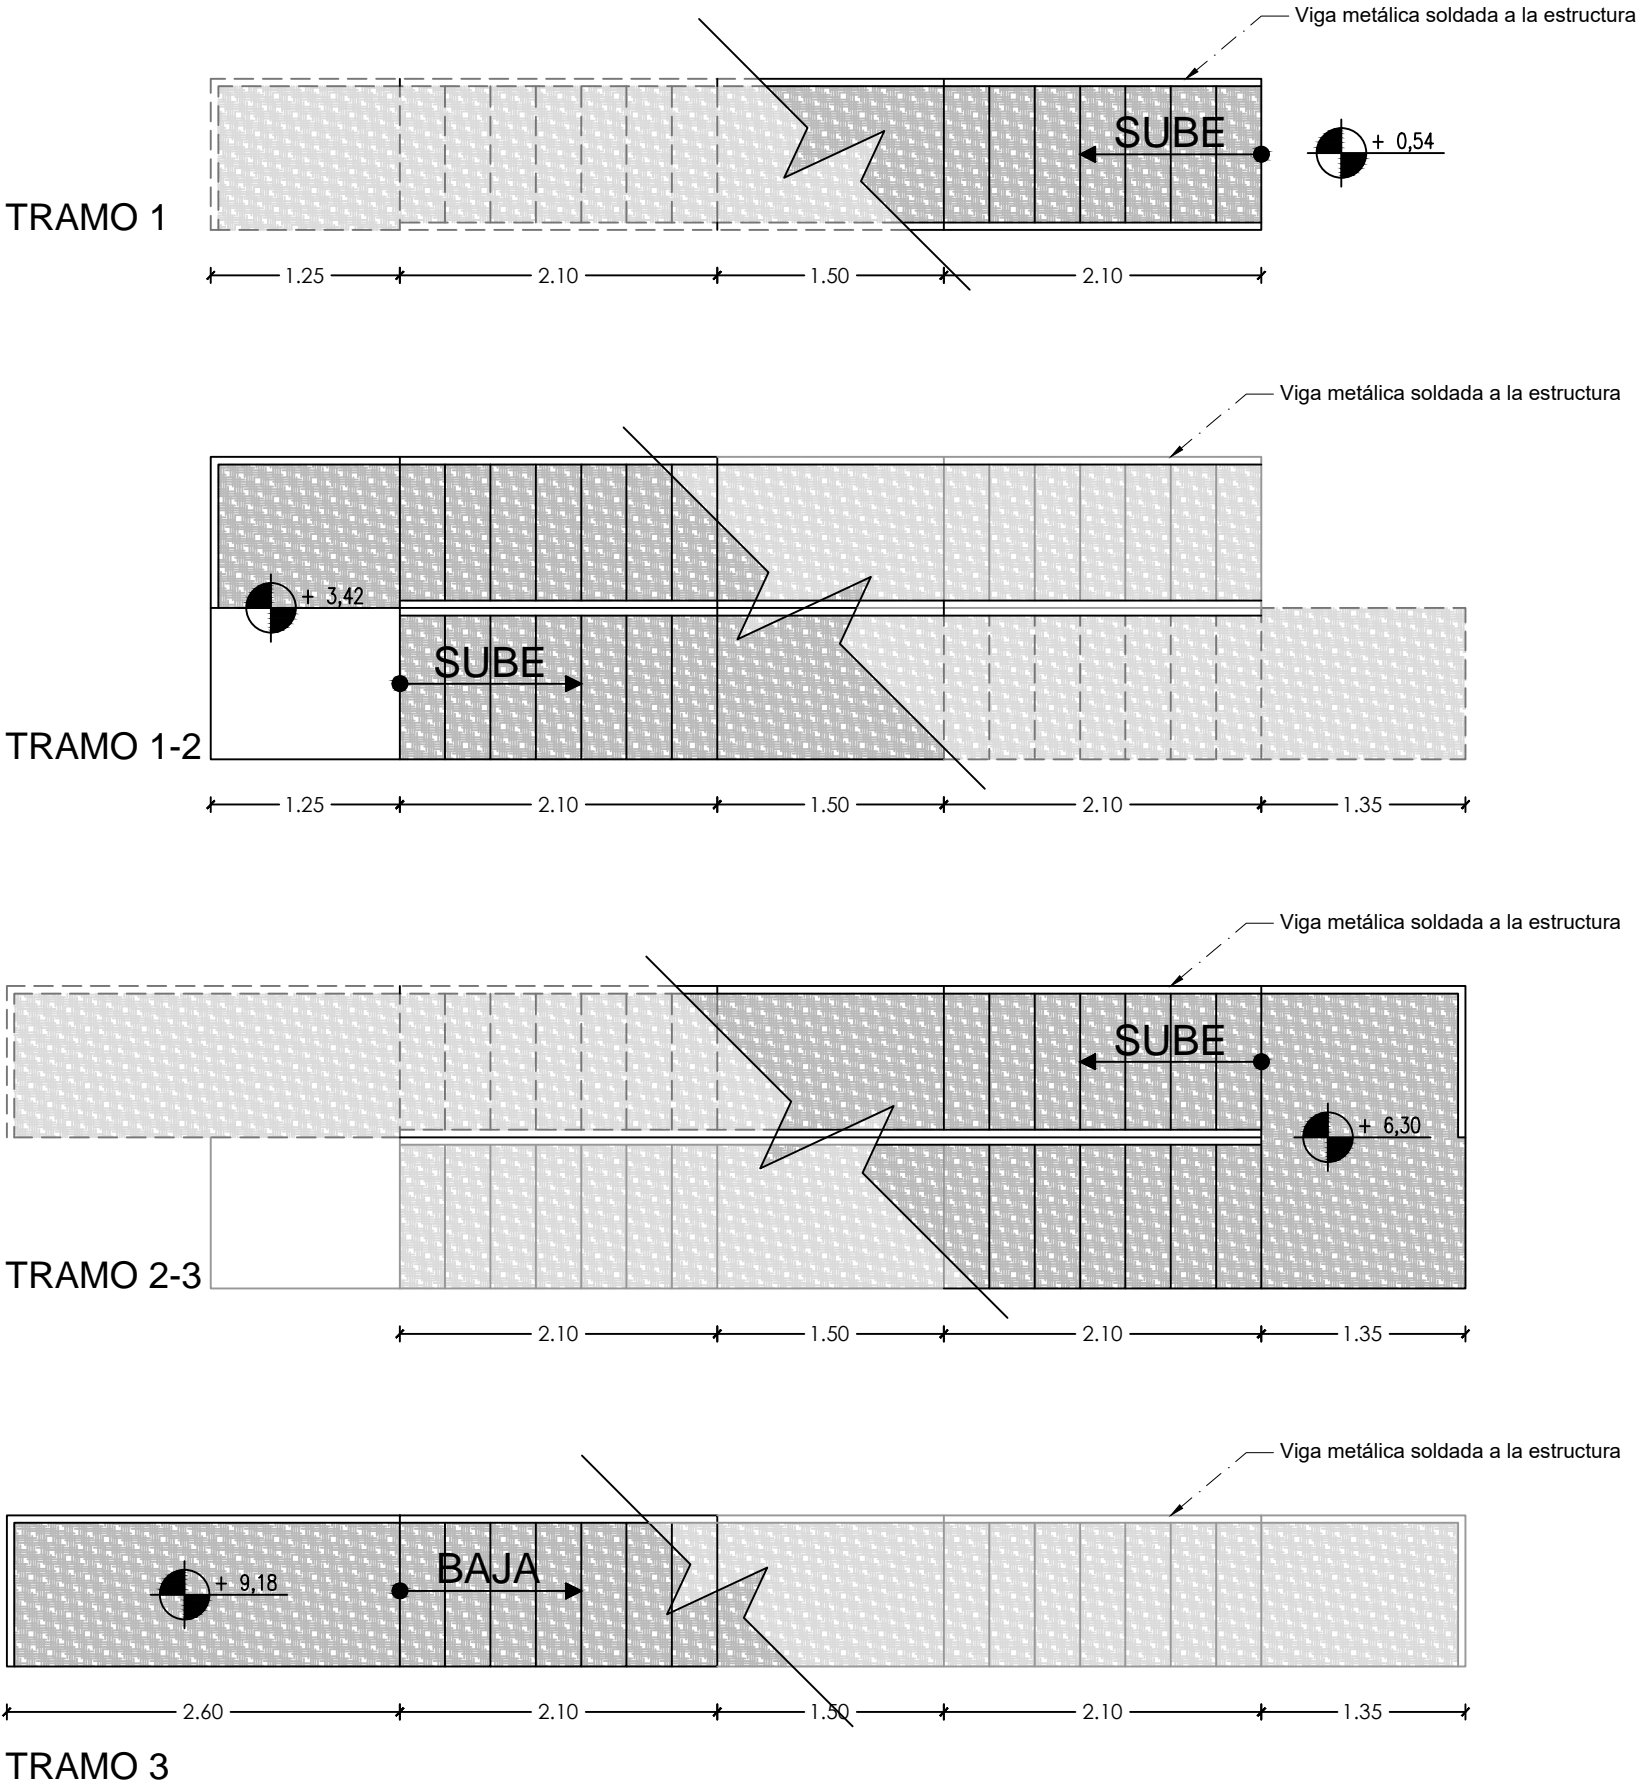 Viga metálica soldada a la estructura
SUBE
+ 0,54
TRAMO 1
1.25 2.10 1.50 2.10
Viga metálica soldada a la estructura
+ 3,42
SUBE
TRAMO 1-2
1.25 2.10 1.50 2.10 1.35
Viga metálica soldada a la estructura
SUBE
+ 6,30
TRAMO 2-3
2.10 1.50 2.10 1.35
Viga metálica soldada a la estructura
BAJA
+ 9,18
2.60 2.10 1.50 2.10 1.35
TRAMO 3